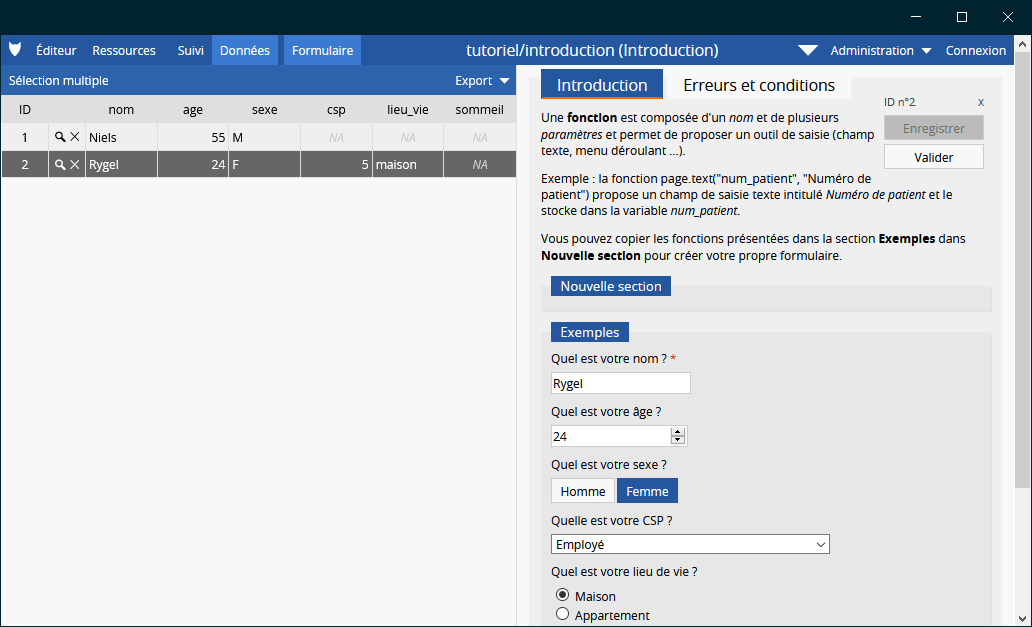 Éditeur Ressources Suivi Données Formulaire tutoriel/introduction (Introduction) Administration Connexion
Sélection multiple Export
ID nom age sexe csp lieu_vie sommeil
1 Niels 55 M NA NA NA
2 Rygel 24 F 5 maison NA
Introduction Erreurs et conditions
ID n°2 x
Enregistrer
Valider
Une fonction est composée d'un nom et de plusieurs
paramètres et permet de proposer un outil de saisie (champ
texte, menu déroulant ...).
Exemple : la fonction page.text("num_patient", "Numéro de
patient") propose un champ de saisie texte intitulé Numéro de patient et le
stocke dans la variable num_patient.
Vous pouvez copier les fonctions présentées dans la section Exemples dans
Nouvelle section pour créer votre propre formulaire.
Nouvelle section
Exemples
Quel est votre nom ? *
Rygel
Quel est votre âge ?
24
Quel est votre sexe ?
Homme Femme
Quelle est votre CSP ?
Employé
Quel est votre lieu de vie ?
Maison
Appartement